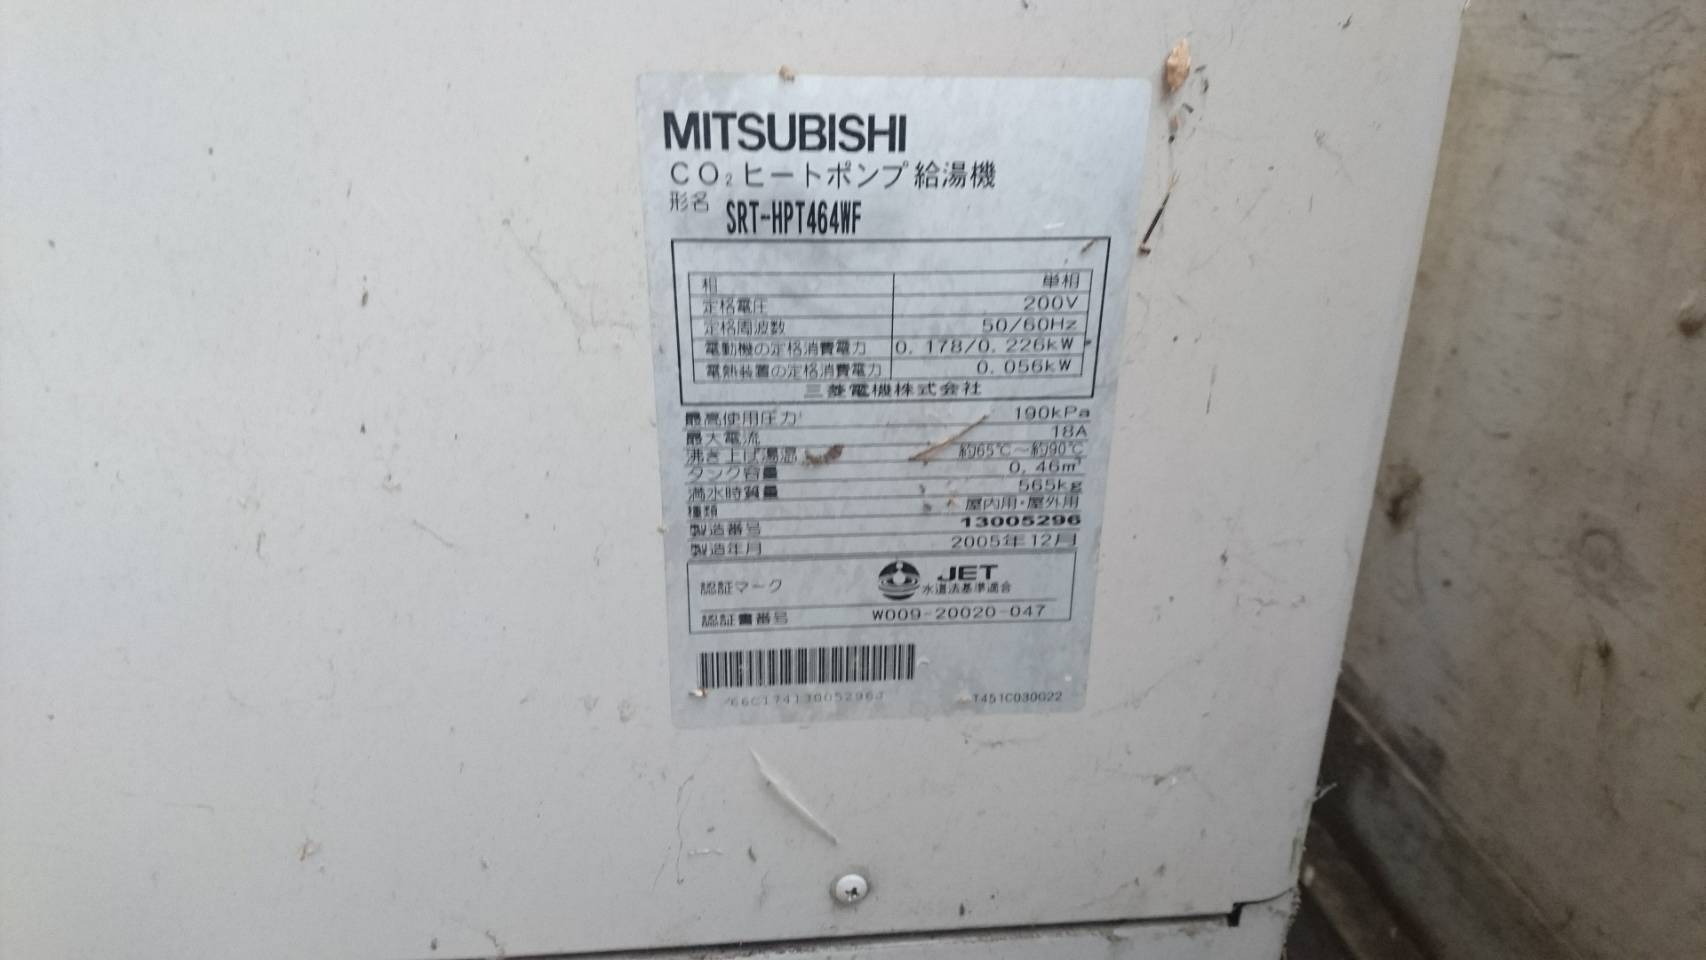 MITSUBISHI
CO₂ヒートポンプ給湯機
形名 SRT-HPT464WF
相 単相
定格電圧 200V
定格周波数 50/60Hz
電動機の定格消費電力 0.178/0.226kW
電熱装置の定格消費電力 0.056kW
三菱電機株式会社
最高使用圧力 190kPa
最大電流 18A
沸き上げ湯温 約65℃～約90℃
タンク容量 0.46m³
満水時質量 565kg
種類 屋内用・屋外用
製造番号 13005296
製造年月 2005年12月
認証マーク JET
水道法基準適合
認証書番号 W009-20020-047
T451C030G22